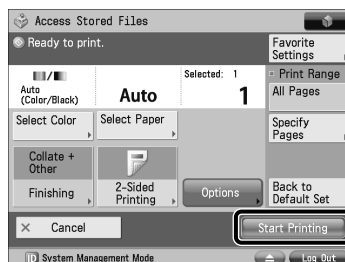 Access Stored Files
Ready to print.
Favorite
Settings
Auto
(Color/Black)
Auto
Selected: 1
1
Print Range
All Pages
Select Color
Select Paper
Specify
Pages
Collate +
Other
Finishing
2-Sided
Printing
Options
Back to
Default Set
× Cancel
Start Printing
ID System Management Mode
Log Out